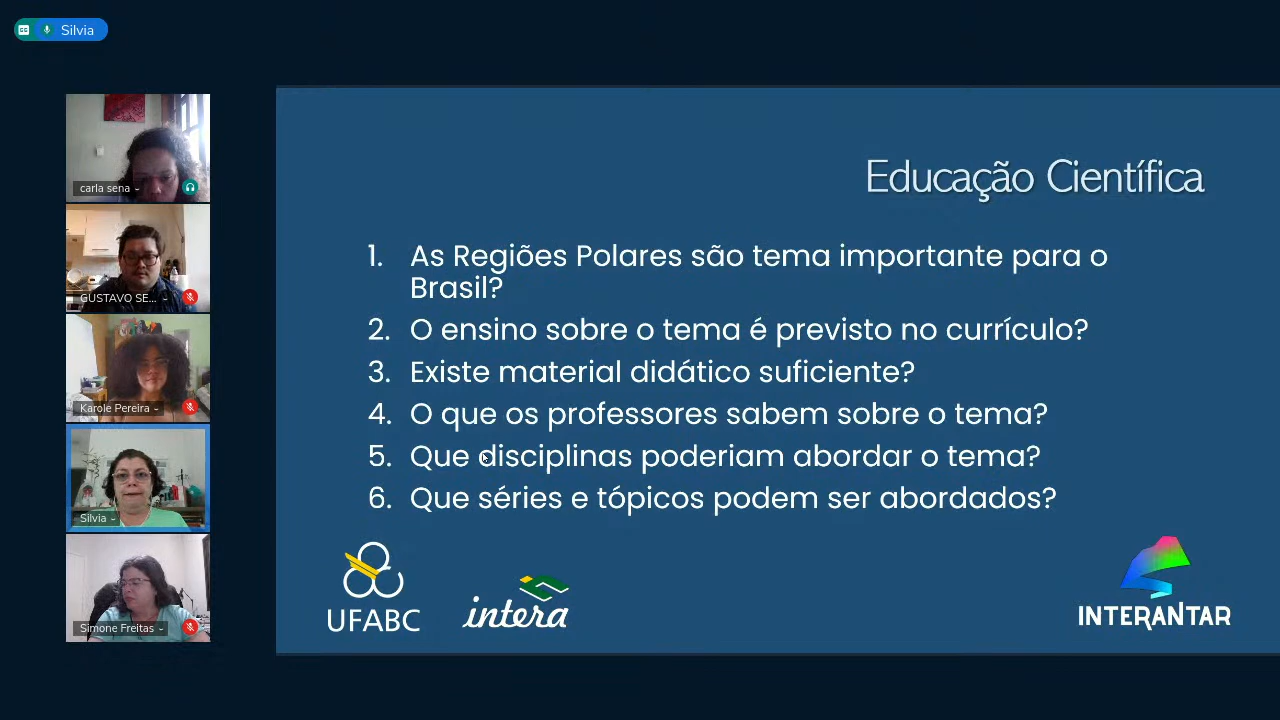 Silvia
carla sena
GUSTAVO SE...
Karole Pereira
Silvia
Simone Freitas
Educação Científica
1. As Regiões Polares são tema importante para o
Brasil?
2. O ensino sobre o tema é previsto no currículo?
3. Existe material didático suficiente?
4. O que os professores sabem sobre o tema?
5. Que disciplinas poderiam abordar o tema?
6. Que séries e tópicos podem ser abordados?
UFABC
intera
INTERANTAR